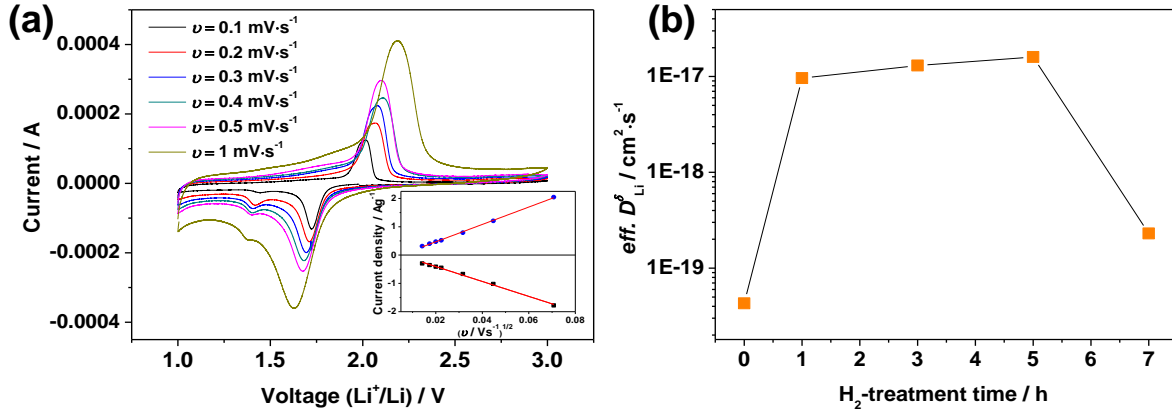 (a)
0.0004
0.0002
0.0000
-0.0002
-0.0004
Current / A
υ = 0.1 mV·s⁻¹
υ = 0.2 mV·s⁻¹
υ = 0.3 mV·s⁻¹
υ = 0.4 mV·s⁻¹
υ = 0.5 mV·s⁻¹
υ = 1 mV·s⁻¹
Current density / Ag⁻¹
2
1
0
-1
-2
0.02 0.04 0.06 0.08
(υ / Vs⁻¹)¹/²
1.0 1.5 2.0 2.5 3.0
Voltage (Li⁺/Li) / V
(b)
1E-17
1E-18
1E-19
eff. D^δ_Li / cm²·s⁻¹
0 1 2 3 4 5 6 7
H₂-treatment time / h